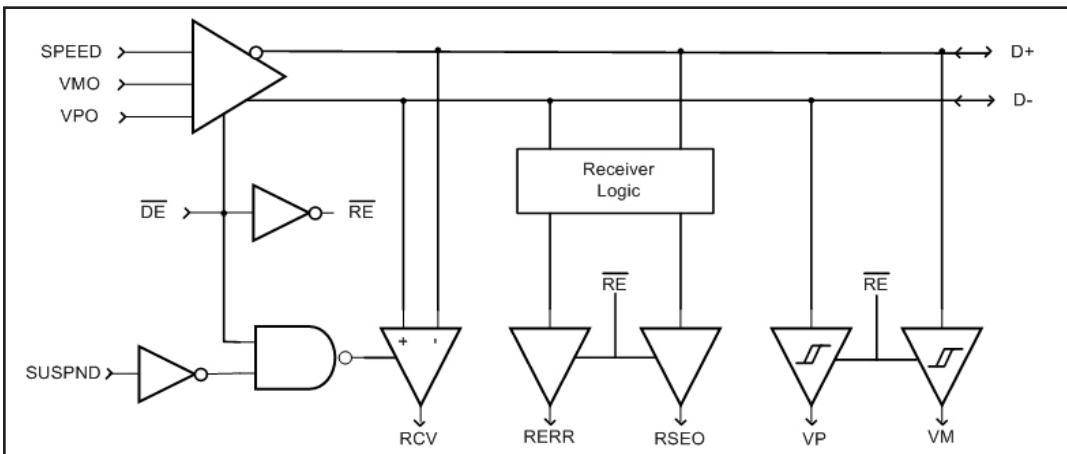 SPEED
VMO
VPO
D+
D-
Receiver
Logic
DE
RE
RE
RE
SUSPND
+ -
RCV
RERR
RSEO
VP
VM